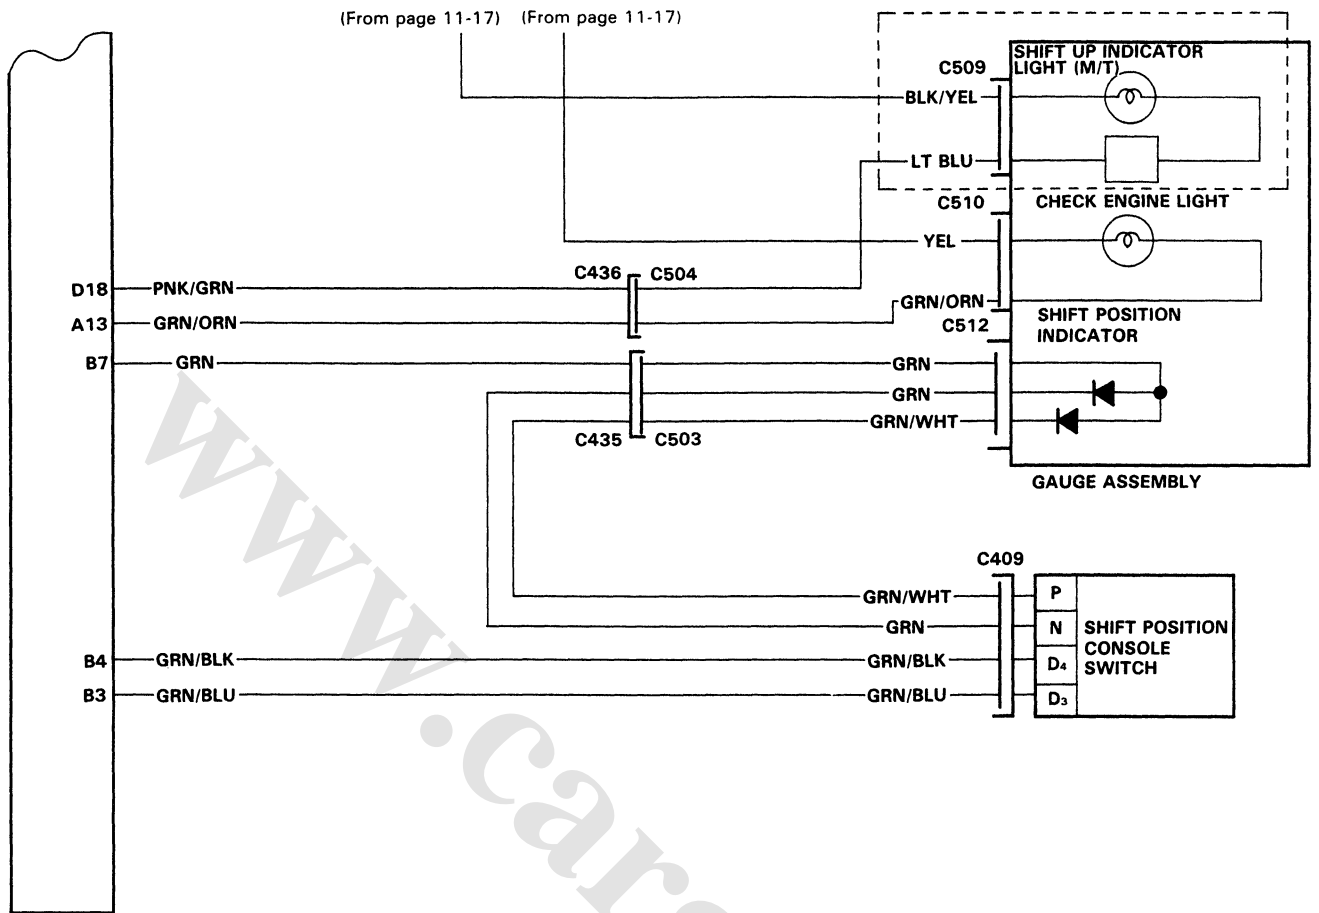 (From page 11-17) (From page 11-17)
SHIFT UP INDICATOR
LIGHT (M/T)
C509
BLK/YEL
LT BLU
C510
CHECK ENGINE LIGHT
YEL
C436 C504
D18 PNK/GRN
GRN/ORN
A13 GRN/ORN
C512
SHIFT POSITION
INDICATOR
B7 GRN
GRN
GRN
GRN/WHT
C435 C503
GAUGE ASSEMBLY
C409
GRN/WHT P
GRN N
SHIFT POSITION
CONSOLE
SWITCH
B4 GRN/BLK GRN/BLK D4
B3 GRN/BLU GRN/BLU D3
www.care